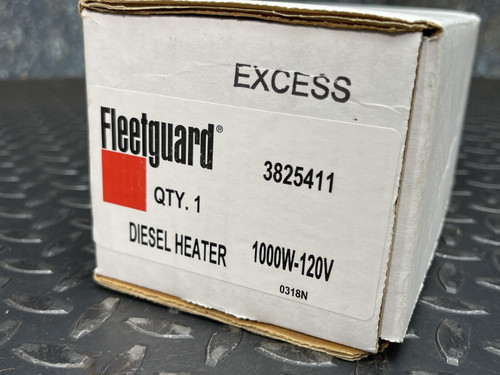 EXCESS
Fleetguard®
3825411
QTY. 1
DIESEL HEATER 1000W-120V
0318N